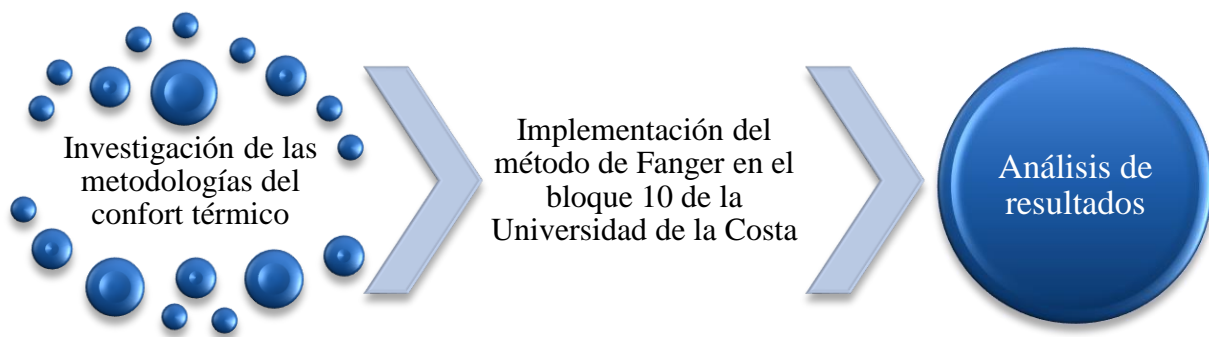 Investigación de las
metodologías del
confort térmico
Implementación del
método de Fanger en el
bloque 10 de la
Universidad de la Costa
Análisis de
resultados